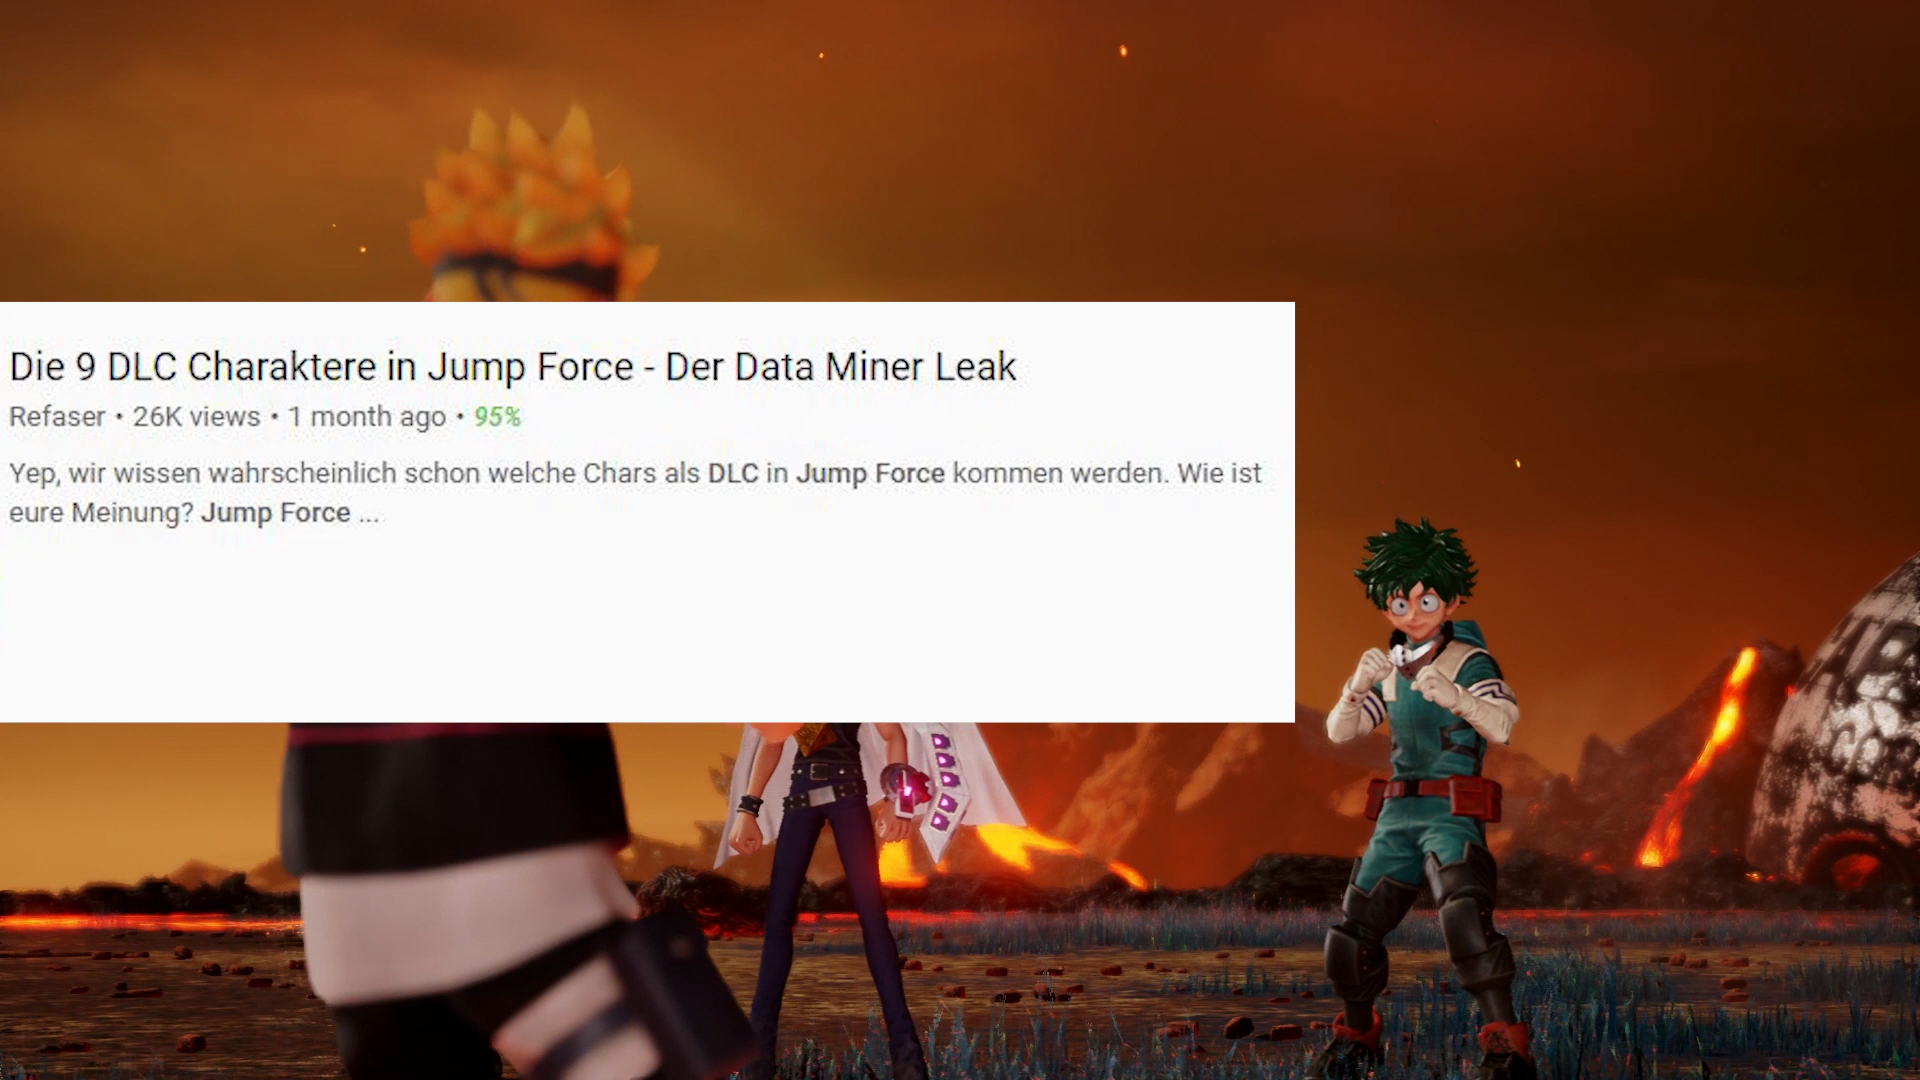 Die 9 DLC Charaktere in Jump Force - Der Data Miner Leak
Refaser • 26K views • 1 month ago • 95%
Yep, wir wissen wahrscheinlich schon welche Chars als DLC in Jump Force kommen werden. Wie ist
eure Meinung? Jump Force ...